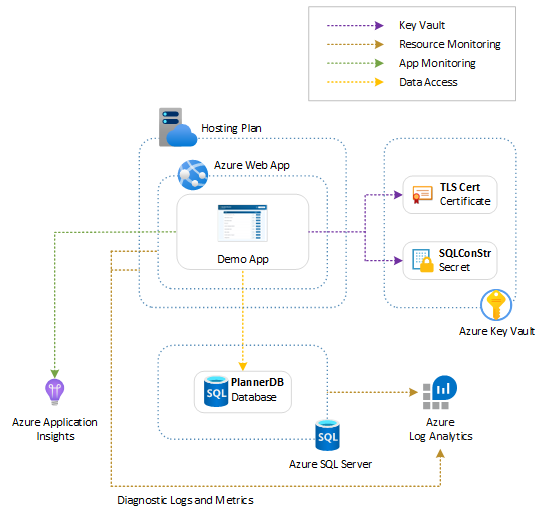 Key Vault
Resource Monitoring
App Monitoring
Data Access
Hosting Plan
Azure Web App
TLS Cert
Certificate
Demo App
SQLConStr
Secret
Azure Key Vault
PlannerDB
Database
SQL
Azure Application
Insights
Azure
Log Analytics
SQL
Azure SQL Server
Diagnostic Logs and Metrics